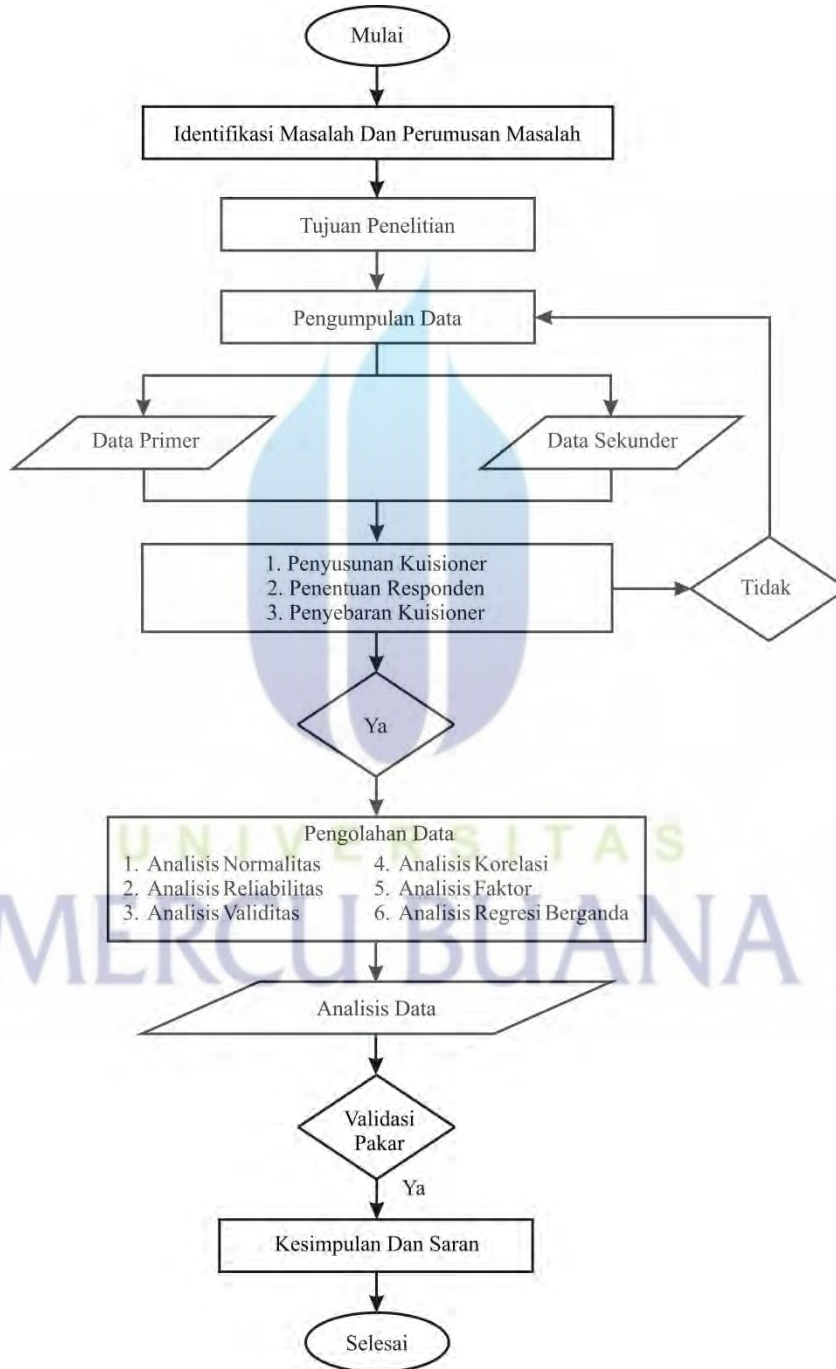 Mulai
Identifikasi Masalah Dan Perumusan Masalah
Tujuan Penelitian
Pengumpulan Data
Data Primer
Data Sekunder
1. Penyusunan Kuisioner
2. Penentuan Responden
3. Penyebaran Kuisioner
Tidak
Ya
Pengolahan Data
1. Analisis Normalitas
2. Analisis Reliabilitas
3. Analisis Validitas
4. Analisis Korelasi
5. Analisis Faktor
6. Analisis Regresi Berganda
UNIVERSITAS
MERCU BUANA
Analisis Data
Validasi
Pakar
Ya
Kesimpulan Dan Saran
Selesai